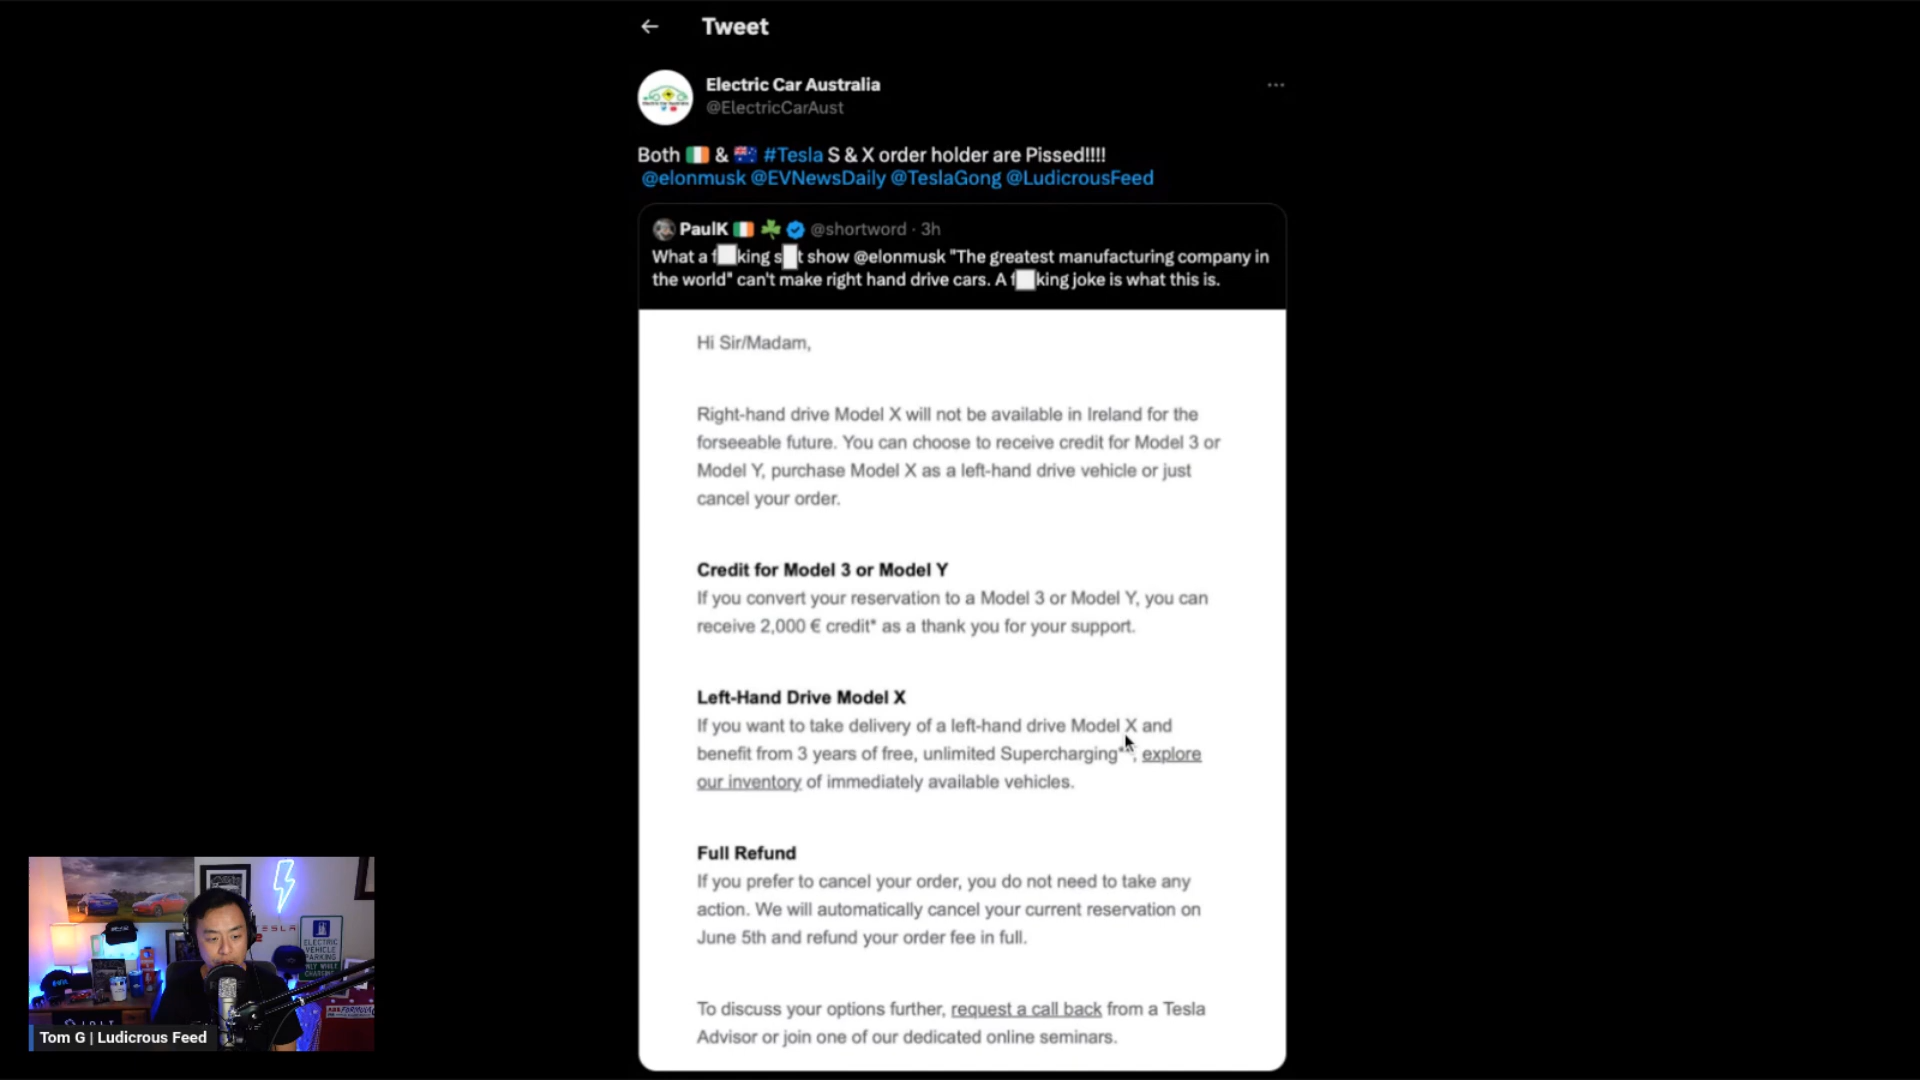 ← Tweet
Electric Car Australia
@ElectricCarAust
...
Both 🇮🇪 & 🇦🇺 #Tesla S & X order holder are Pissed!!!!
@elonmusk @EVNewsDaily @TeslaGong @LudicrousFeed
PaulK 🇮🇪 ☘️ @shortword · 3h
What a f king s t show @elonmusk "The greatest manufacturing company in
the world" can't make right hand drive cars. A f king joke is what this is.
Hi Sir/Madam,
Right-hand drive Model X will not be available in Ireland for the
forseeable future. You can choose to receive credit for Model 3 or
Model Y, purchase Model X as a left-hand drive vehicle or just
cancel your order.
Credit for Model 3 or Model Y
If you convert your reservation to a Model 3 or Model Y, you can
receive 2,000 € credit* as a thank you for your support.
Left-Hand Drive Model X
If you want to take delivery of a left-hand drive Model X and
benefit from 3 years of free, unlimited Supercharging**, explore
our inventory of immediately available vehicles.
Full Refund
If you prefer to cancel your order, you do not need to take any
action. We will automatically cancel your current reservation on
June 5th and refund your order fee in full.
To discuss your options further, request a call back from a Tesla
Advisor or join one of our dedicated online seminars.
ELECTRIC
VEHICLE
PARKING
ONLY WHILE
CHARGING
Tom G | Ludicrous Feed